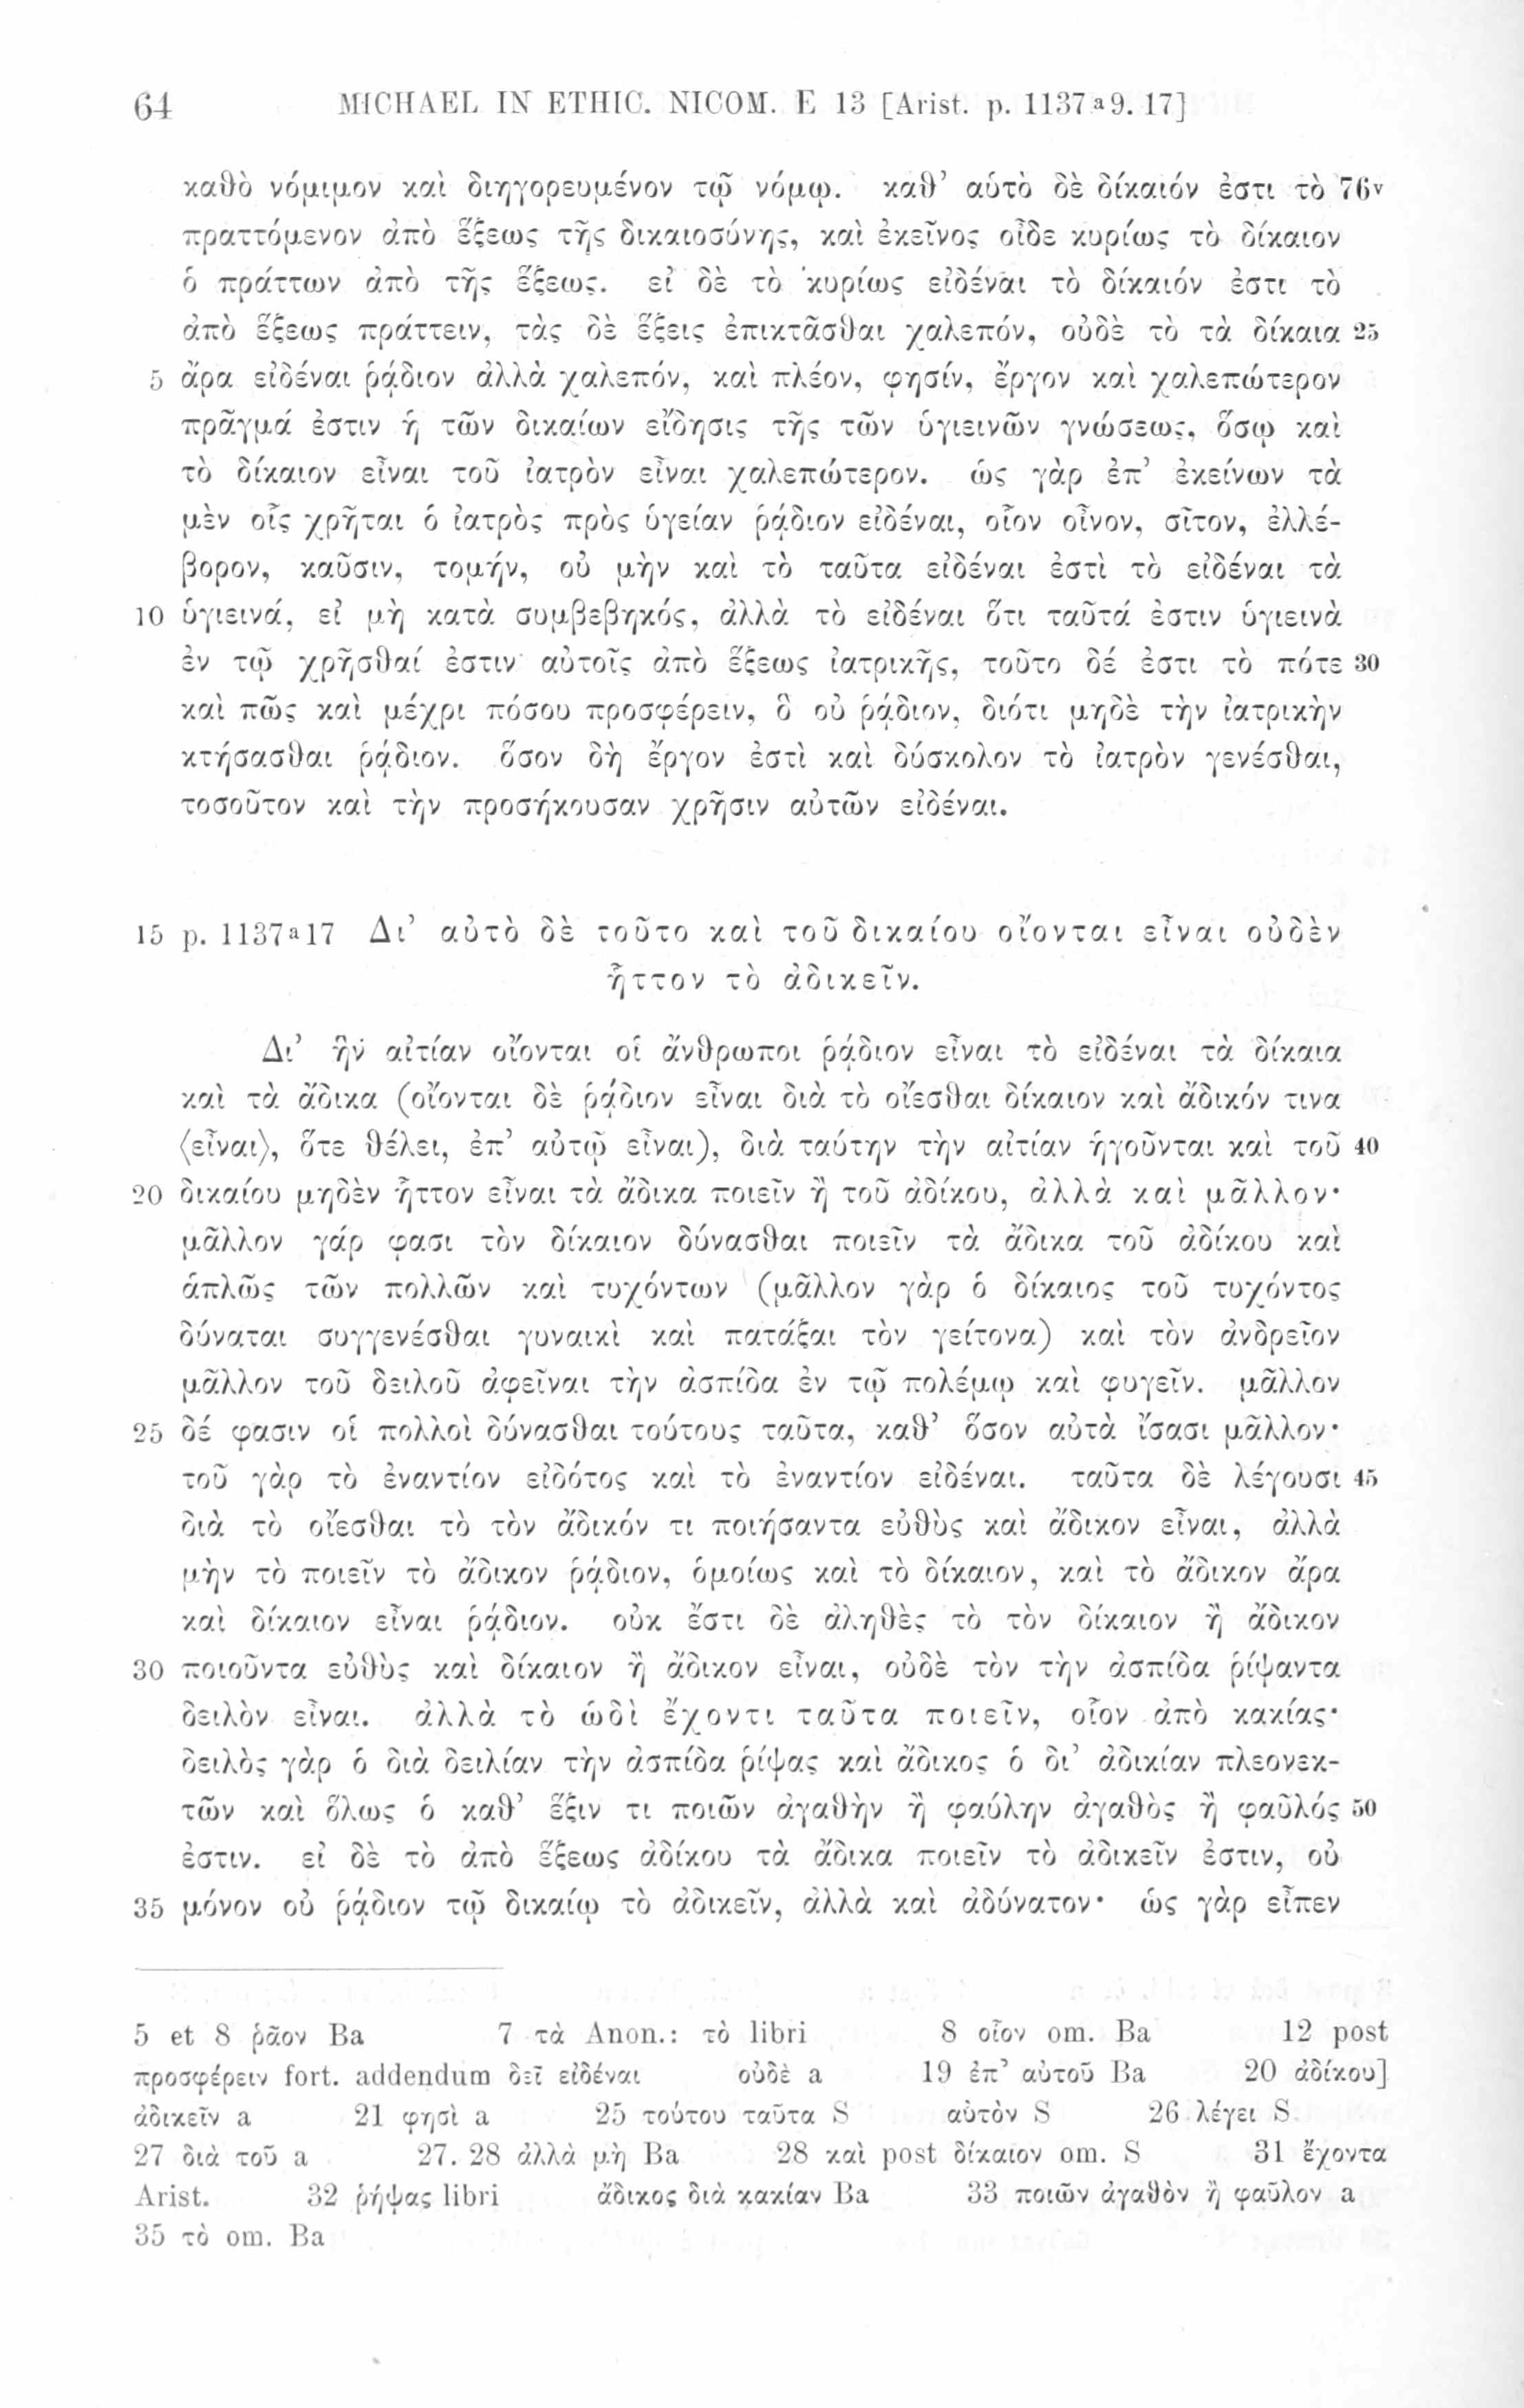 64 MICHAEL IN ETHIC. NICOM. E 13 [Arist. p. 1137 a 9. 17]
καθὸ νόμιμον καὶ διηγορευμένον τῷ νόμῳ. καθ’ αὑτὸ δὲ δίκαιόν ἐστι τὸ 76v
πραττόμενον ἀπὸ ἕξεως τῆς δικαιοσύνης, καὶ ἐκεῖνος οἶδε κυρίως τὸ δίκαιον
ὁ πράττων ἀπὸ τῆς ἕξεως. εἰ δὲ τὸ κυρίως εἰδέναι τὸ δίκαιόν ἐστι τὸ
ἀπὸ ἕξεως πράττειν, τὰς δὲ ἕξεις ἐπικτᾶσθαι χαλεπόν, οὐδὲ τὸ τὰ δίκαια 25
5 ἄρα εἰδέναι ῥᾴδιον ἀλλὰ χαλεπόν, καὶ πλέον, φησίν, ἔργον καὶ χαλεπώτερον
πρᾶγμά ἐστιν ἡ τῶν δικαίων εἴδησις τῆς τῶν ὑγιεινῶν γνώσεως, ὅσῳ καὶ
τὸ δίκαιον εἶναι τοῦ ἰατρὸν εἶναι χαλεπώτερον. ὡς γὰρ ἐπ’ ἐκείνων τὰ
μὲν οἷς χρῆται ὁ ἰατρὸς πρὸς ὑγείαν ῥᾴδιον εἰδέναι, οἷον οἶνον, σῖτον, ἐλλέ-
βορον, καῦσιν, τομήν, οὐ μὴν καὶ τὸ ταῦτα εἰδέναι ἐστὶ τὸ εἰδέναι τὰ
10 ὑγιεινά, εἰ μὴ κατὰ συμβεβηκός, ἀλλὰ τὸ εἰδέναι ὅτι ταῦτά ἐστιν ὑγιεινὰ
ἐν τῷ χρῆσθαί ἐστιν αὐτοῖς ἀπὸ ἕξεως ἰατρικῆς, τοῦτο δέ ἐστι τὸ πότε 30
καὶ πῶς καὶ μέχρι πόσου προσφέρειν, ὃ οὐ ῥᾴδιον, διότι μηδὲ τὴν ἰατρικὴν
κτήσασθαι ῥᾴδιον. ὅσον δὴ ἔργον ἐστὶ καὶ δύσκολον τὸ ἰατρὸν γενέσθαι,
τοσοῦτον καὶ τὴν προσήκουσαν χρῆσιν αὐτῶν εἰδέναι.
15 p. 1137a17 Δι’ αὐτὸ δὲ τοῦτο καὶ τοῦ δικαίου οἴονται εἶναι οὐδὲν
ἧττον τὸ ἀδικεῖν.
Δι’ ἣν αἰτίαν οἴονται οἱ ἄνθρωποι ῥᾴδιον εἶναι τὸ εἰδέναι τὰ δίκαια
καὶ τὰ ἄδικα (οἴονται δὲ ῥᾴδιον εἶναι διὰ τὸ οἴεσθαι δίκαιον καὶ ἄδικόν τινα
⟨εἶναι⟩, ὅτε θέλει, ἐπ’ αὐτῷ εἶναι), διὰ ταύτην τὴν αἰτίαν ἡγοῦνται καὶ τοῦ 40
20 δικαίου μηδὲν ἧττον εἶναι τὰ ἄδικα ποιεῖν ἢ τοῦ ἀδίκου, ἀλλὰ καὶ μᾶλλον·
μᾶλλον γάρ φασι τὸν δίκαιον δύνασθαι ποιεῖν τὰ ἄδικα τοῦ ἀδίκου καὶ
ἁπλῶς τῶν πολλῶν καὶ τυχόντων (μᾶλλον γὰρ ὁ δίκαιος τοῦ τυχόντος
δύναται συγγενέσθαι γυναικὶ καὶ πατάξαι τὸν γείτονα) καὶ τὸν ἀνδρεῖον
μᾶλλον τοῦ δειλοῦ ἀφεῖναι τὴν ἀσπίδα ἐν τῷ πολέμῳ καὶ φυγεῖν. μᾶλλον
25 δέ φασιν οἱ πολλοὶ δύνασθαι τούτους ταῦτα, καθ’ ὅσον αὐτὰ ἴσασι μᾶλλον·
τοῦ γὰρ τὸ ἐναντίον εἰδότος καὶ τὸ ἐναντίον εἰδέναι. ταῦτα δὲ λέγουσι 45
διὰ τὸ οἴεσθαι τὸ τὸν ἄδικόν τι ποιήσαντα εὐθὺς καὶ ἄδικον εἶναι, ἀλλὰ
μὴν τὸ ποιεῖν τὸ ἄδικον ῥᾴδιον, ὁμοίως καὶ τὸ δίκαιον, καὶ τὸ ἄδικον ἄρα
καὶ δίκαιον εἶναι ῥᾴδιον. οὐκ ἔστι δὲ ἀληθὲς τὸ τὸν δίκαιον ἢ ἄδικον
30 ποιοῦντα εὐθὺς καὶ δίκαιον ἢ ἄδικον εἶναι, οὐδὲ τὸν τὴν ἀσπίδα ῥίψαντα
δειλὸν εἶναι. ἀλλὰ τὸ ὡδὶ ἔχοντι ταῦτα ποιεῖν, οἷον ἀπὸ κακίας·
δειλὸς γὰρ ὁ διὰ δειλίαν τὴν ἀσπίδα ῥίψας καὶ ἄδικος ὁ δι’ ἀδικίαν πλεονεκ-
τῶν καὶ ὅλως ὁ καθ’ ἕξιν τι ποιῶν ἀγαθὴν ἢ φαύλην ἀγαθὸς ἢ φαῦλός 50
ἐστιν. εἰ δὲ τὸ ἀπὸ ἕξεως ἀδίκου τὰ ἄδικα ποιεῖν τὸ ἀδικεῖν ἐστιν, οὐ
35 μόνον οὐ ῥᾴδιον τῷ δικαίῳ τὸ ἀδικεῖν, ἀλλὰ καὶ ἀδύνατον· ὡς γὰρ εἶπεν
5 et 8 ῥᾶον Ba 7 τὰ Anon.: τὸ libri 8 οἷον om. Ba 12 post
προσφέρειν fort. addendum δεῖ εἰδέναι οὐδὲ a 19 ἐπ’ αὐτοῦ Ba 20 ἀδίκου]
ἀδικεῖν a 21 φησὶ a 25 τούτου ταῦτα S αὐτὸν S 26 λέγει S
27 διὰ τοῦ a 27. 28 ἀλλὰ μὴ Ba 28 καὶ post δίκαιον om. S 31 ἔχοντα
Arist. 32 ῥήψας libri ἄδικος διὰ κακίαν Ba 33 ποιῶν ἀγαθὸν ἢ φαῦλον a
35 τὸ om. Ba